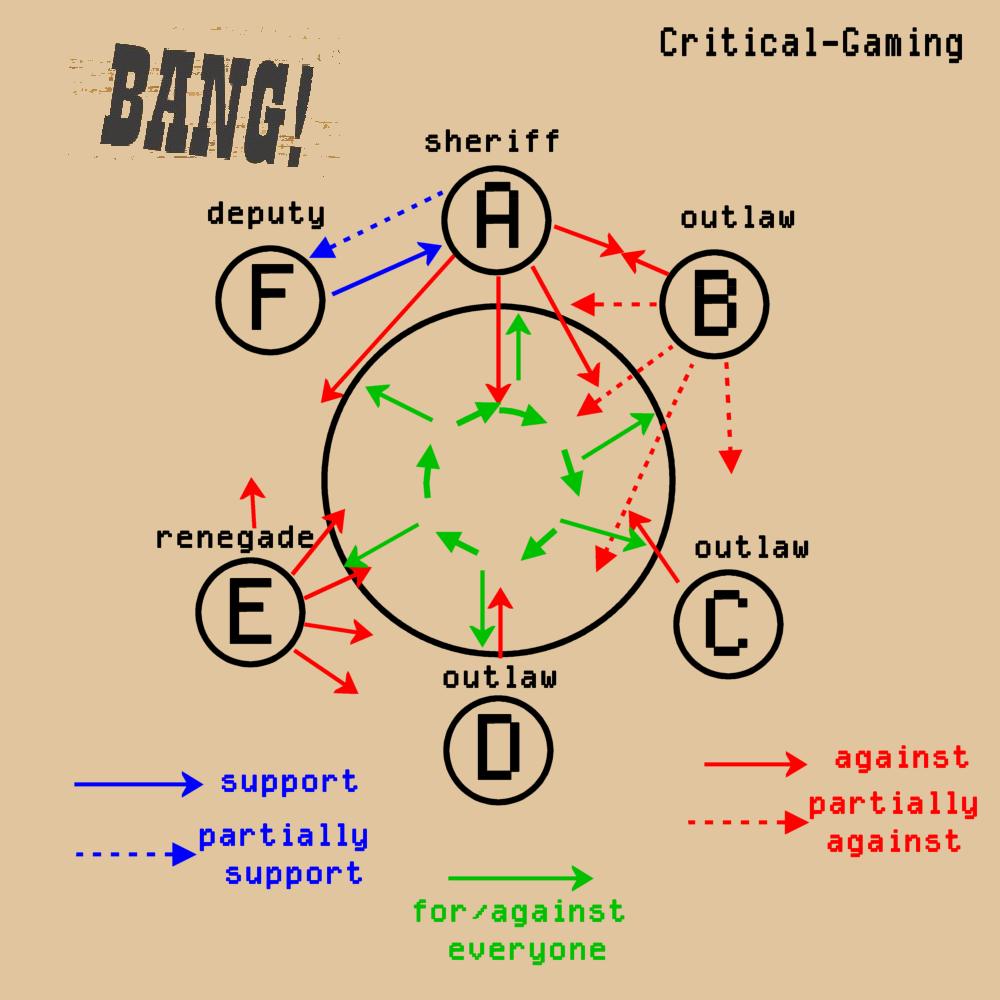 BANG!
Critical-Gaming
sheriff
deputy
outlaw
A
F
B
renegade
outlaw
E
C
outlaw
D
support
partially
support
against
partially
against
for/against
everyone